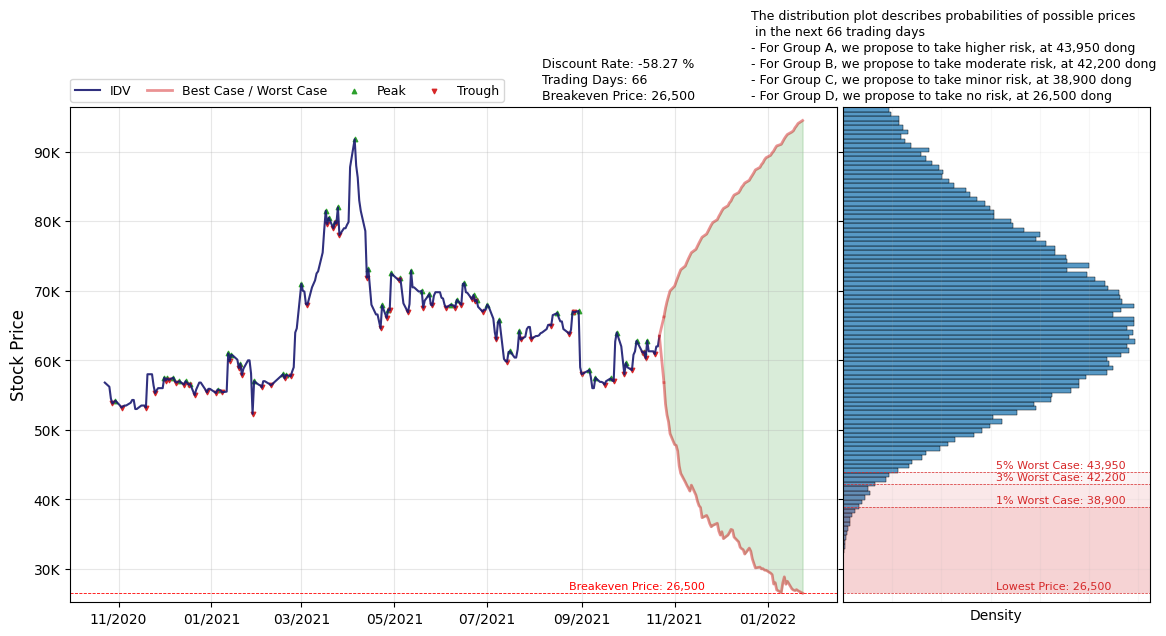 The distribution plot describes probabilities of possible prices
in the next 66 trading days
- For Group A, we propose to take higher risk, at 43,950 dong
- For Group B, we propose to take moderate risk, at 42,200 dong
- For Group C, we propose to take minor risk, at 38,900 dong
- For Group D, we propose to take no risk, at 26,500 dong
Discount Rate: -58.27 %
Trading Days: 66
Breakeven Price: 26,500
IDV
Best Case / Worst Case
Peak
Trough
Stock Price
90K
80K
70K
60K
50K
40K
30K
11/2020
01/2021
03/2021
05/2021
07/2021
09/2021
11/2021
01/2022
Breakeven Price: 26,500
5% Worst Case: 43,950
3% Worst Case: 42,200
1% Worst Case: 38,900
Lowest Price: 26,500
Density